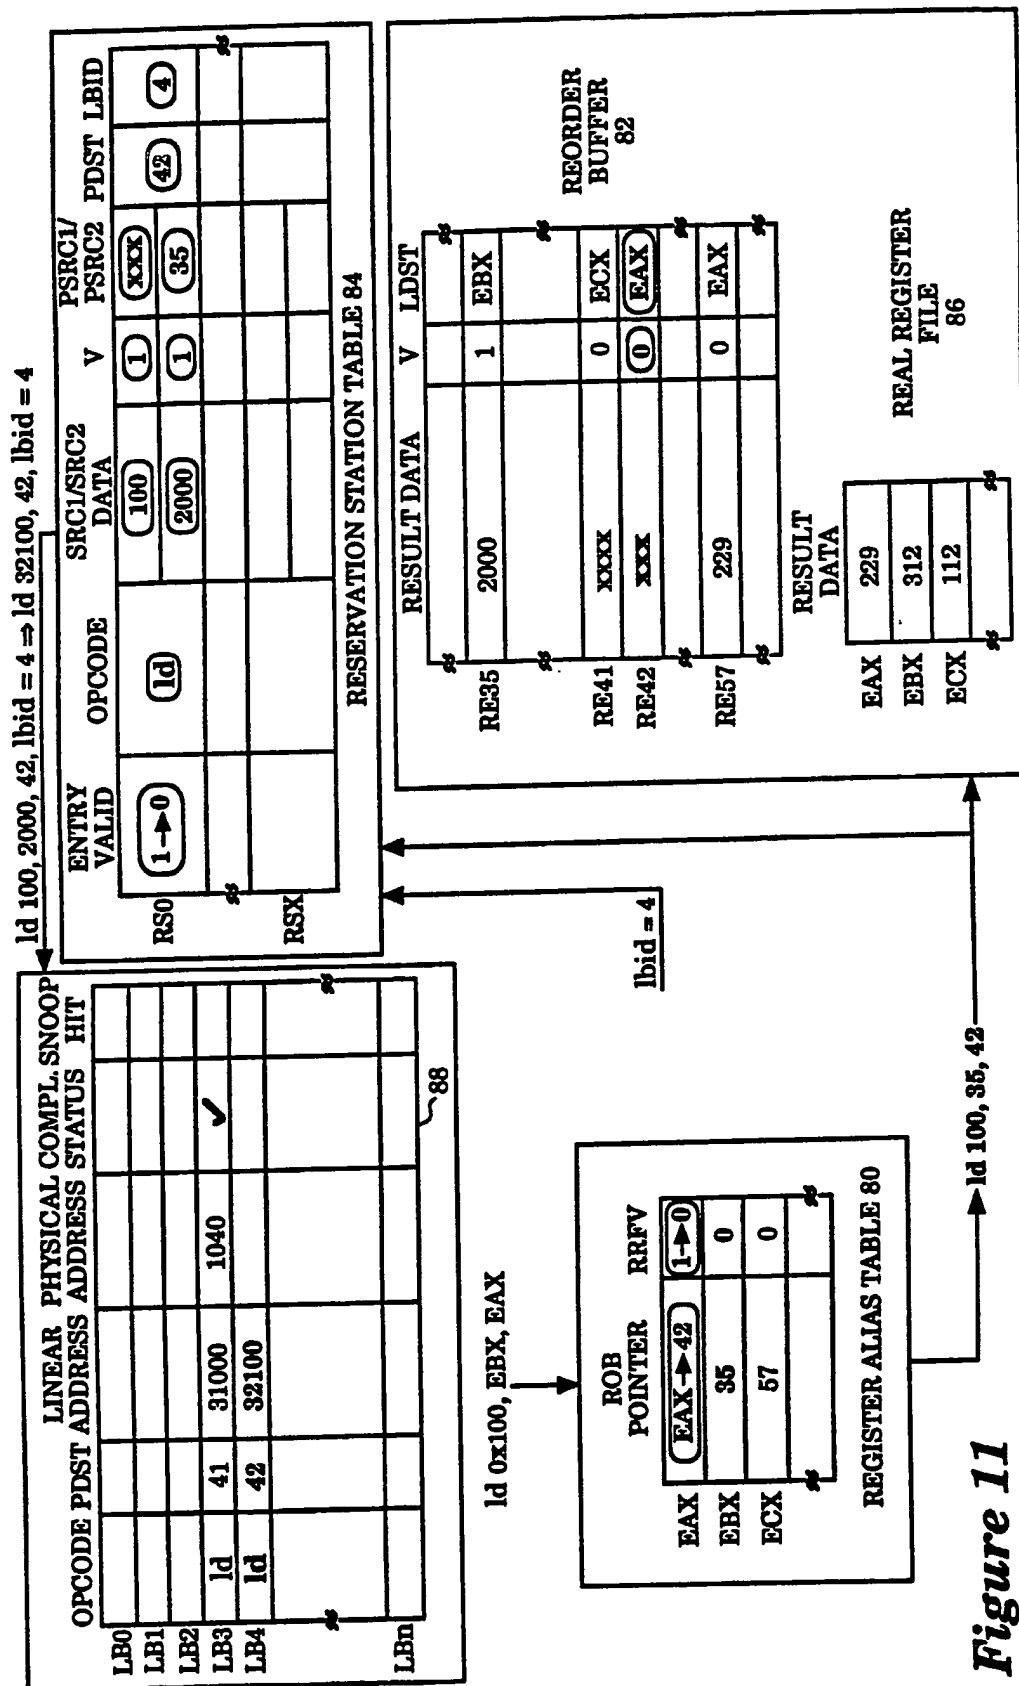 ld 100, 2000, 42, lbid = 4 ⇒ ld 32100, 42, lbid = 4
LINEAR PHYSICAL COMPL. SNOOP
OPCODE PDST ADDRESS ADDRESS STATUS HIT
LB0
LB1
LB2
LB3 ld 41 31000 1040 ✓
LB4 ld 42 32100
LBn
88
ENTRY VALID OPCODE SRC1/SRC2 DATA V PSRC1/PSRC2 PDST LBID
RS0 1→0 ld 100 1 xxx 42 4
2000 1 35
RSX
RESERVATION STATION TABLE 84
lbid = 4
ld 0x100, EBX, EAX
ROB POINTER RRFV
EAX EAX→42 1→0
EBX 35 0
ECX 57 0
REGISTER ALIAS TABLE 80
ld 100, 35, 42
RESULT DATA V LDST
RE35 2000 1 EBX
RE41 xxxx 0 ECX
RE42 xxx 0 EAX
RE57 229 0 EAX
REORDER
BUFFER
82
RESULT
DATA
EAX 229
EBX 312
ECX 112
REAL REGISTER
FILE
86
Figure 11